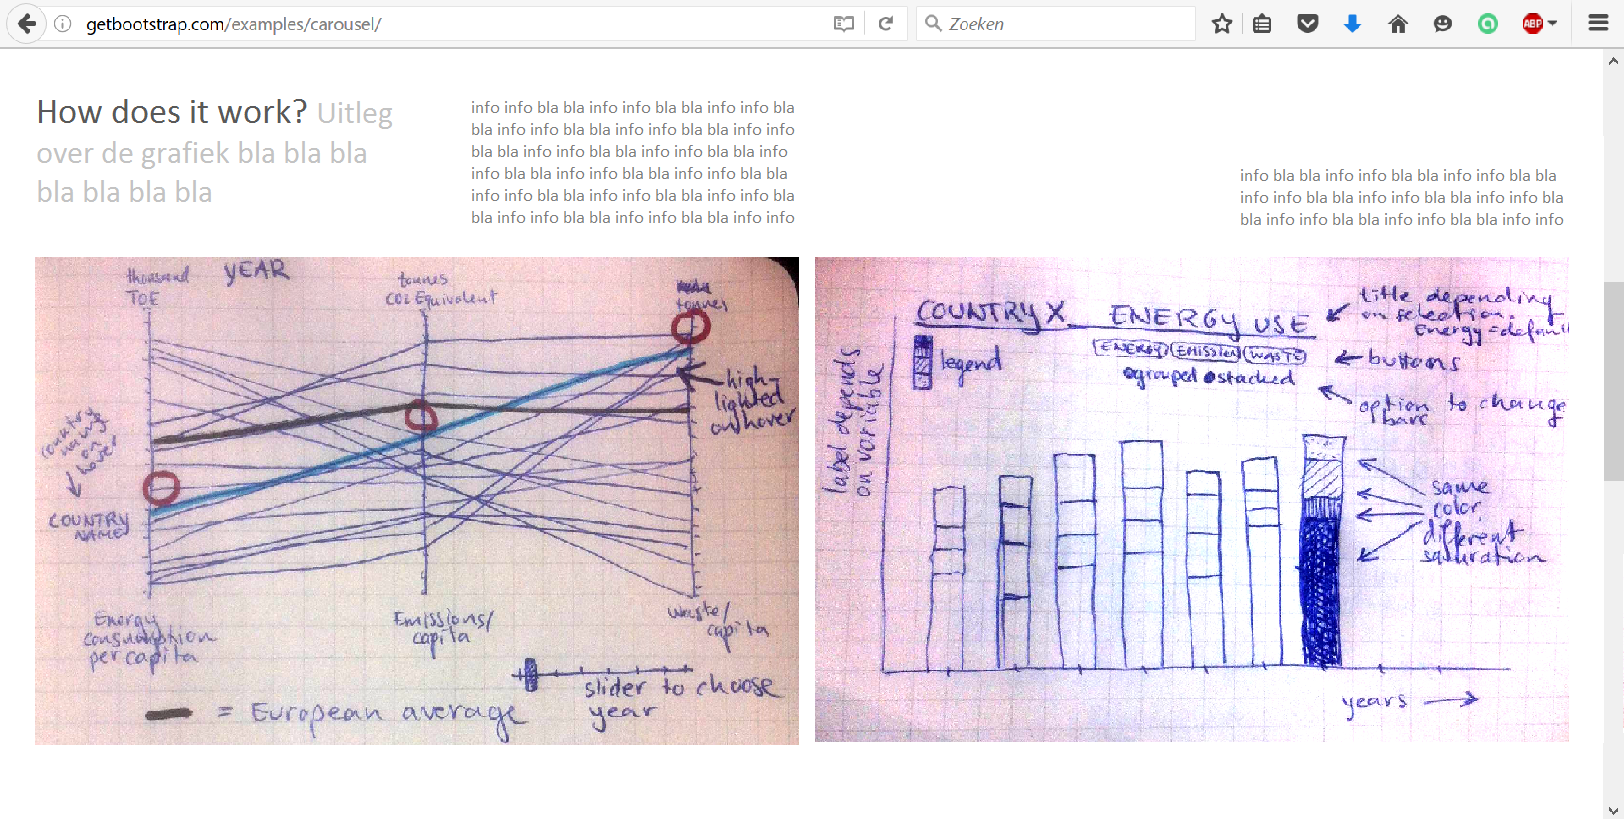 getbootstrap.com/examples/carousel/
Zoeken
ABP
How does it work? Uitleg
over de grafiek bla bla bla
bla bla bla bla
info info bla bla info info bla bla info info bla
bla info info bla bla info info bla bla info info
bla bla info info bla bla info info bla bla info
info bla bla info info bla bla info info bla bla
info info bla bla info info bla bla info info bla
bla info info bla bla info info bla bla info info
info bla bla info info bla bla info info bla bla
info info bla bla info info bla bla info info bla
bla info info bla bla info info bla bla info info
thousand
TOE
YEAR
tonnes
CO2 Equivalent
tonnes
high-
lighted
on hover
country
name
on
hover
COUNTRY
NAME
Energy
consumption
per capita
Emissions/
capita
waste/
capita
slider to choose
year
= European average
COUNTRY X ENERGY USE
ENERGY EMISSION WASTE
grouped stacked
legend
label depends
on variable
title depending
on selection.
Energy = default
buttons
option to change
bars
same
color,
different
saturation
years